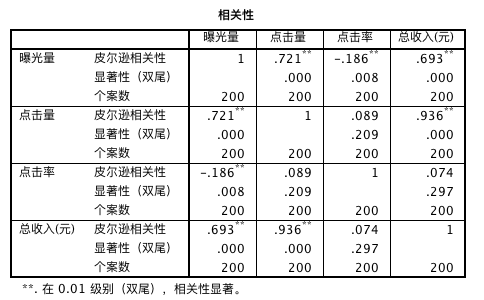 相关性
曝光量 点击量 点击率 总收入(元)
曝光量 皮尔逊相关性 1 .721** -.186** .693**
显著性（双尾） .000 .008 .000
个案数 200 200 200 200
点击量 皮尔逊相关性 .721** 1 .089 .936**
显著性（双尾） .000 .209 .000
个案数 200 200 200 200
点击率 皮尔逊相关性 -.186** .089 1 .074
显著性（双尾） .008 .209 .297
个案数 200 200 200 200
总收入(元) 皮尔逊相关性 .693** .936** .074 1
显著性（双尾） .000 .000 .297
个案数 200 200 200 200
**. 在 0.01 级别（双尾），相关性显著。